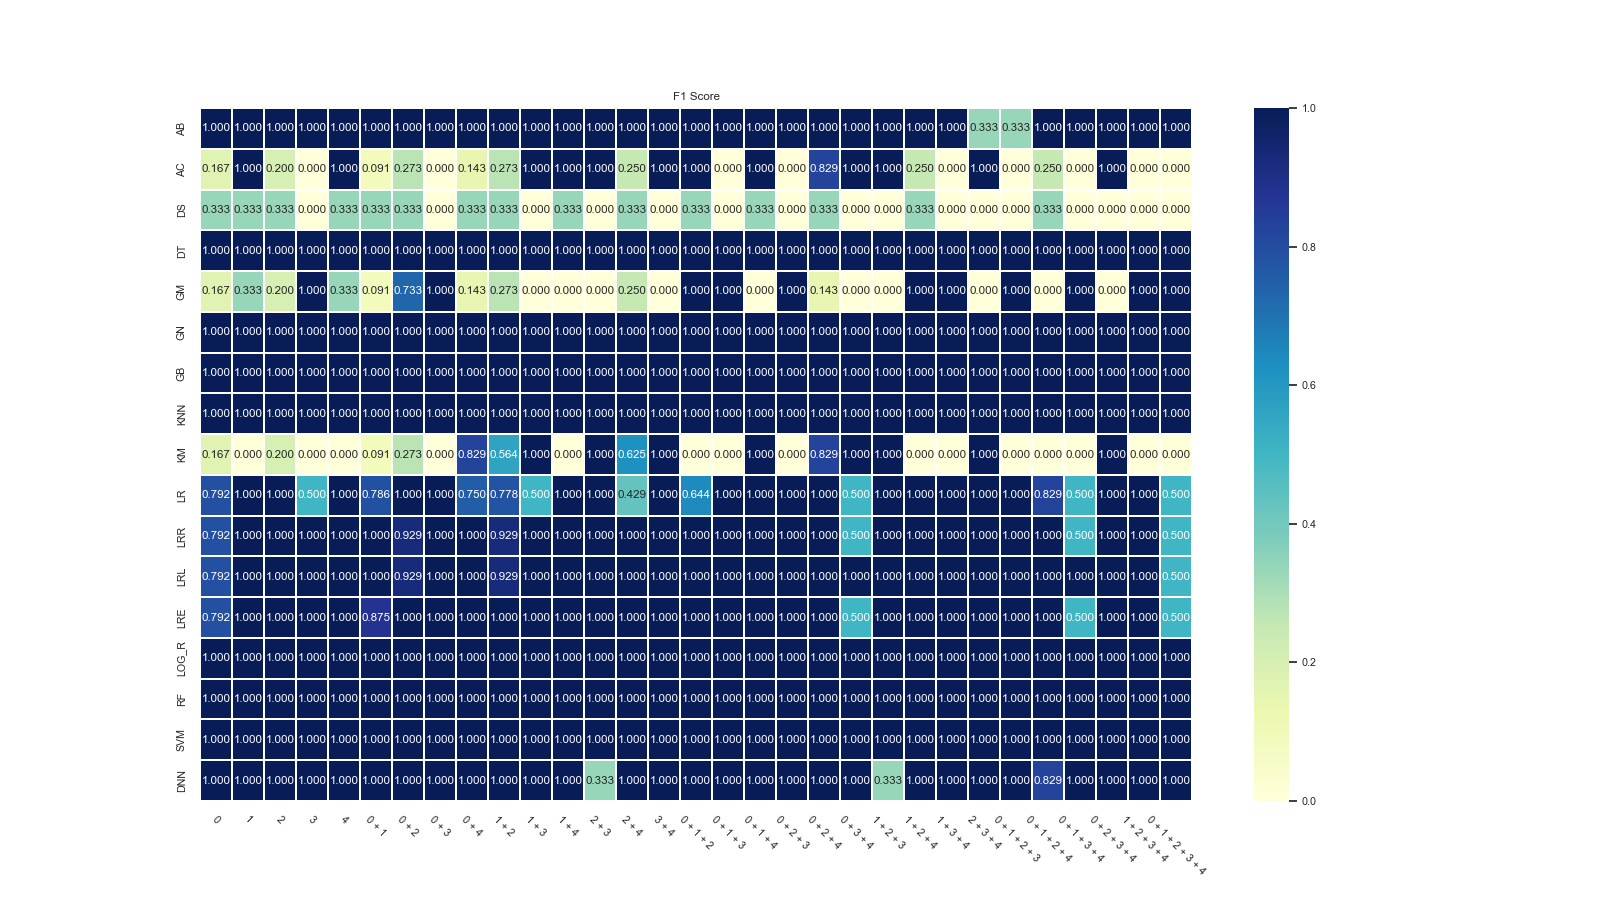 F1 Score
AB 1.000 1.000 1.000 1.000 1.000 1.000 1.000 1.000 1.000 1.000 1.000 1.000 1.000 1.000 1.000 1.000 1.000 1.000 1.000 1.000 1.000 1.000 1.000 1.000 0.333 0.333 1.000 1.000 1.000 1.000 1.000
AC 0.167 1.000 0.200 0.000 1.000 0.091 0.273 0.000 0.143 0.273 1.000 1.000 1.000 0.250 1.000 1.000 0.000 1.000 0.000 0.829 1.000 1.000 0.250 0.000 1.000 0.000 0.250 0.000 1.000 0.000 0.000
DS 0.333 0.333 0.333 0.000 0.333 0.333 0.333 0.000 0.333 0.333 0.000 0.333 0.000 0.333 0.000 0.333 0.000 0.333 0.000 0.333 0.000 0.000 0.333 0.000 0.000 0.000 0.333 0.000 0.000 0.000 0.000
DT 1.000 1.000 1.000 1.000 1.000 1.000 1.000 1.000 1.000 1.000 1.000 1.000 1.000 1.000 1.000 1.000 1.000 1.000 1.000 1.000 1.000 1.000 1.000 1.000 1.000 1.000 1.000 1.000 1.000 1.000 1.000
GM 0.167 0.333 0.200 1.000 0.333 0.091 0.733 1.000 0.143 0.273 0.000 0.000 0.000 0.250 0.000 1.000 1.000 0.000 1.000 0.143 0.000 0.000 1.000 1.000 0.000 1.000 0.000 1.000 0.000 1.000 1.000
GN 1.000 1.000 1.000 1.000 1.000 1.000 1.000 1.000 1.000 1.000 1.000 1.000 1.000 1.000 1.000 1.000 1.000 1.000 1.000 1.000 1.000 1.000 1.000 1.000 1.000 1.000 1.000 1.000 1.000 1.000 1.000
GB 1.000 1.000 1.000 1.000 1.000 1.000 1.000 1.000 1.000 1.000 1.000 1.000 1.000 1.000 1.000 1.000 1.000 1.000 1.000 1.000 1.000 1.000 1.000 1.000 1.000 1.000 1.000 1.000 1.000 1.000 1.000
KNN 1.000 1.000 1.000 1.000 1.000 1.000 1.000 1.000 1.000 1.000 1.000 1.000 1.000 1.000 1.000 1.000 1.000 1.000 1.000 1.000 1.000 1.000 1.000 1.000 1.000 1.000 1.000 1.000 1.000 1.000 1.000
KM 0.167 0.000 0.200 0.000 0.000 0.091 0.273 0.000 0.829 0.564 1.000 0.000 1.000 0.625 1.000 0.000 0.000 1.000 0.000 0.829 1.000 1.000 0.000 0.000 1.000 0.000 0.000 0.000 1.000 0.000 0.000
LR 0.792 1.000 1.000 0.500 1.000 0.786 1.000 1.000 0.750 0.778 0.500 1.000 1.000 0.429 1.000 0.644 1.000 1.000 1.000 1.000 0.500 1.000 1.000 1.000 1.000 1.000 0.829 0.500 1.000 1.000 0.500
LRR 0.792 1.000 1.000 1.000 1.000 1.000 0.929 1.000 1.000 0.929 1.000 1.000 1.000 1.000 1.000 1.000 1.000 1.000 1.000 1.000 0.500 1.000 1.000 1.000 1.000 1.000 1.000 0.500 1.000 1.000 0.500
LRL 0.792 1.000 1.000 1.000 1.000 1.000 0.929 1.000 1.000 0.929 1.000 1.000 1.000 1.000 1.000 1.000 1.000 1.000 1.000 1.000 1.000 1.000 1.000 1.000 1.000 1.000 1.000 1.000 1.000 1.000 0.500
LRE 0.792 1.000 1.000 1.000 1.000 0.875 1.000 1.000 1.000 1.000 1.000 1.000 1.000 1.000 1.000 1.000 1.000 1.000 1.000 1.000 0.500 1.000 1.000 1.000 1.000 1.000 1.000 0.500 1.000 1.000 0.500
LOG_R 1.000 1.000 1.000 1.000 1.000 1.000 1.000 1.000 1.000 1.000 1.000 1.000 1.000 1.000 1.000 1.000 1.000 1.000 1.000 1.000 1.000 1.000 1.000 1.000 1.000 1.000 1.000 1.000 1.000 1.000 1.000
RF 1.000 1.000 1.000 1.000 1.000 1.000 1.000 1.000 1.000 1.000 1.000 1.000 1.000 1.000 1.000 1.000 1.000 1.000 1.000 1.000 1.000 1.000 1.000 1.000 1.000 1.000 1.000 1.000 1.000 1.000 1.000
SVM 1.000 1.000 1.000 1.000 1.000 1.000 1.000 1.000 1.000 1.000 1.000 1.000 1.000 1.000 1.000 1.000 1.000 1.000 1.000 1.000 1.000 1.000 1.000 1.000 1.000 1.000 1.000 1.000 1.000 1.000 1.000
DNN 1.000 1.000 1.000 1.000 1.000 1.000 1.000 1.000 1.000 1.000 1.000 1.000 0.333 1.000 1.000 1.000 1.000 1.000 1.000 1.000 1.000 0.333 1.000 1.000 1.000 1.000 0.829 1.000 1.000 1.000 1.000
0
1
2
3
4
0 + 1
0 + 2
0 + 3
0 + 4
1 + 2
1 + 3
1 + 4
2 + 3
2 + 4
3 + 4
0 + 1 + 2
0 + 1 + 3
0 + 1 + 4
0 + 2 + 3
0 + 2 + 4
0 + 3 + 4
1 + 2 + 3
1 + 2 + 4
1 + 3 + 4
2 + 3 + 4
0 + 1 + 2 + 3
0 + 1 + 2 + 4
0 + 1 + 3 + 4
0 + 2 + 3 + 4
1 + 2 + 3 + 4
0 + 1 + 2 + 3 + 4
1.0
0.8
0.6
0.4
0.2
0.0